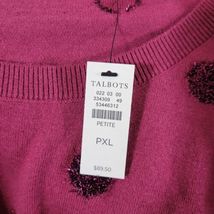 TALBOTS
022 03 00
334309 49
53446312
PETITE
PXL
$89.50